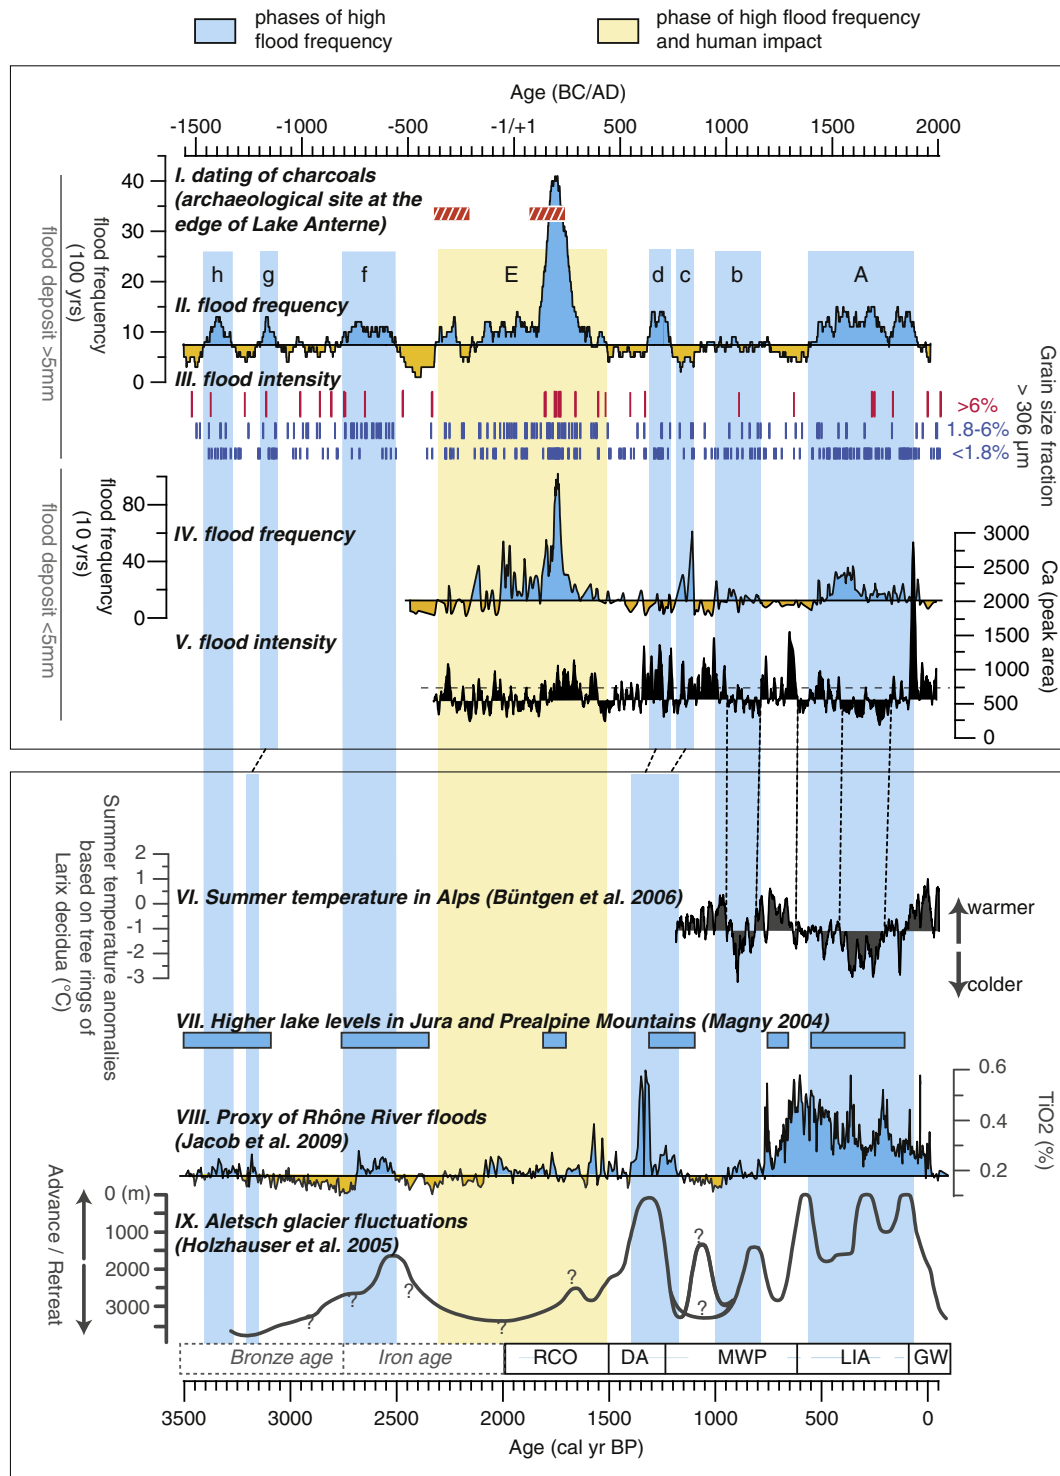 phases of high
flood frequency
phase of high flood frequency
and human impact
Age (BC/AD)
-1500 -1000 -500 -1/+1 500 1000 1500 2000
I. dating of charcoals
(archaeological site at the
edge of Lake Anterne)
flood deposit >5mm
flood frequency
(100 yrs)
40
30
20
10
0
h g f E d c b A
II. flood frequency
III. flood intensity
>6%
1.8-6%
<1.8%
Grain size fraction
> 306 µm
flood deposit <5mm
flood frequency
(10 yrs)
80
40
0
IV. flood frequency
V. flood intensity
3000
2500
2000
1500
1000
500
0
Ca (peak area)
Summer temperature anomalies
based on tree rings of
Larix decidua (°C)
2
1
0
-1
-2
-3
VI. Summer temperature in Alps (Büntgen et al. 2006)
warmer
colder
VII. Higher lake levels in Jura and Prealpine Mountains (Magny 2004)
VIII. Proxy of Rhône River floods
(Jacob et al. 2009)
0.6
0.4
0.2
TiO2 (%)
Advance / Retreat
0 (m)
1000
2000
3000
IX. Aletsch glacier fluctuations
(Holzhauser et al. 2005)
? ? ? ? ? ? ?
Bronze age Iron age RCO DA MWP LIA GW
3500 3000 2500 2000 1500 1000 500 0
Age (cal yr BP)